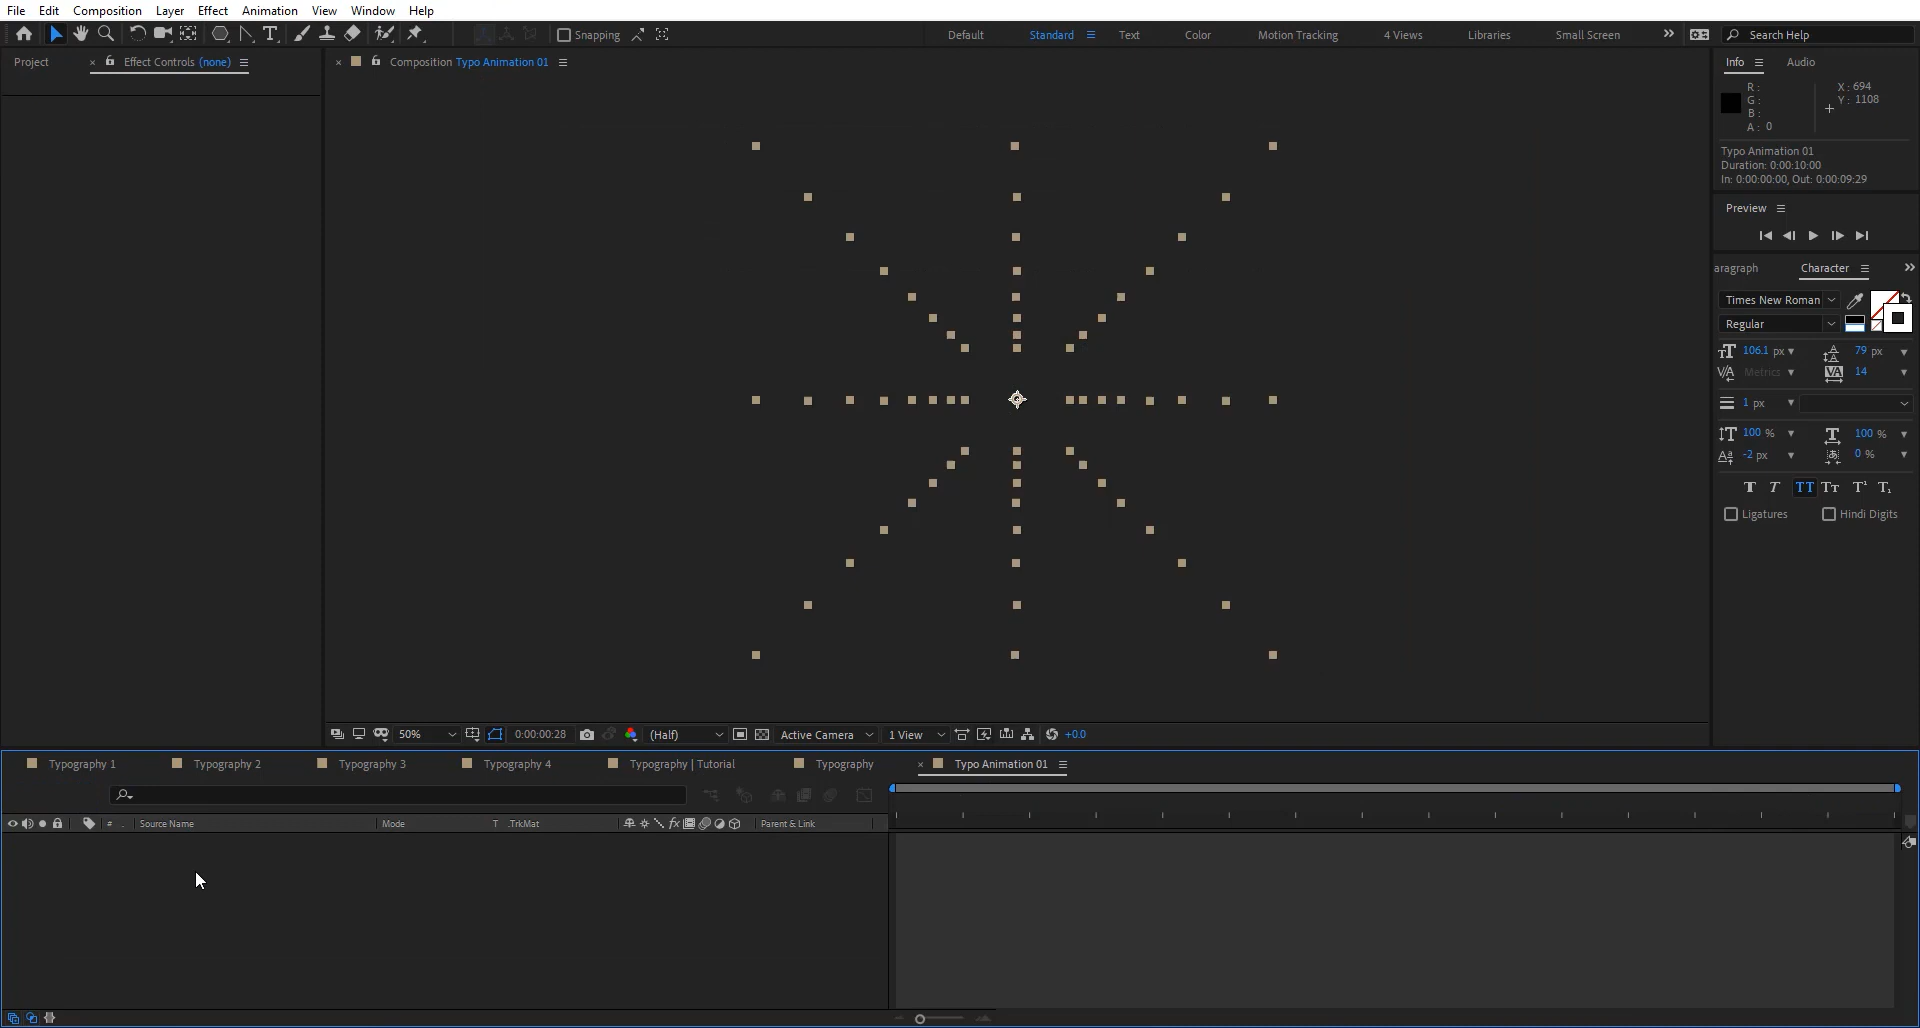 File Edit Composition Layer Effect Animation View Window Help
Snapping Default Standard Text Color Motion Tracking 4 Views Libraries Small Screen Search Help
Project Effect Controls (none) Composition Typo Animation 01 Info Audio
R :
G :
B :
A : 0
X : 694
Y : 1108
Typo Animation 01
Duration: 0:00:10:00
In: 0:00:00:00, Out: 0:00:09:29
Preview
aragraph Character
Times New Roman
Regular
106.1 px 79 px
Metrics 14
1 px
100 % 100 %
-2 px 0 %
T T TT Tт T¹ T₁
Ligatures Hindi Digits
50% 0:00:00:28 (Half) Active Camera 1 View +0.0
Typography 1 Typography 2 Typography 3 Typography 4 Typography | Tutorial Typography Typo Animation 01
# . Source Name Mode T .TrkMat fx Parent & Link